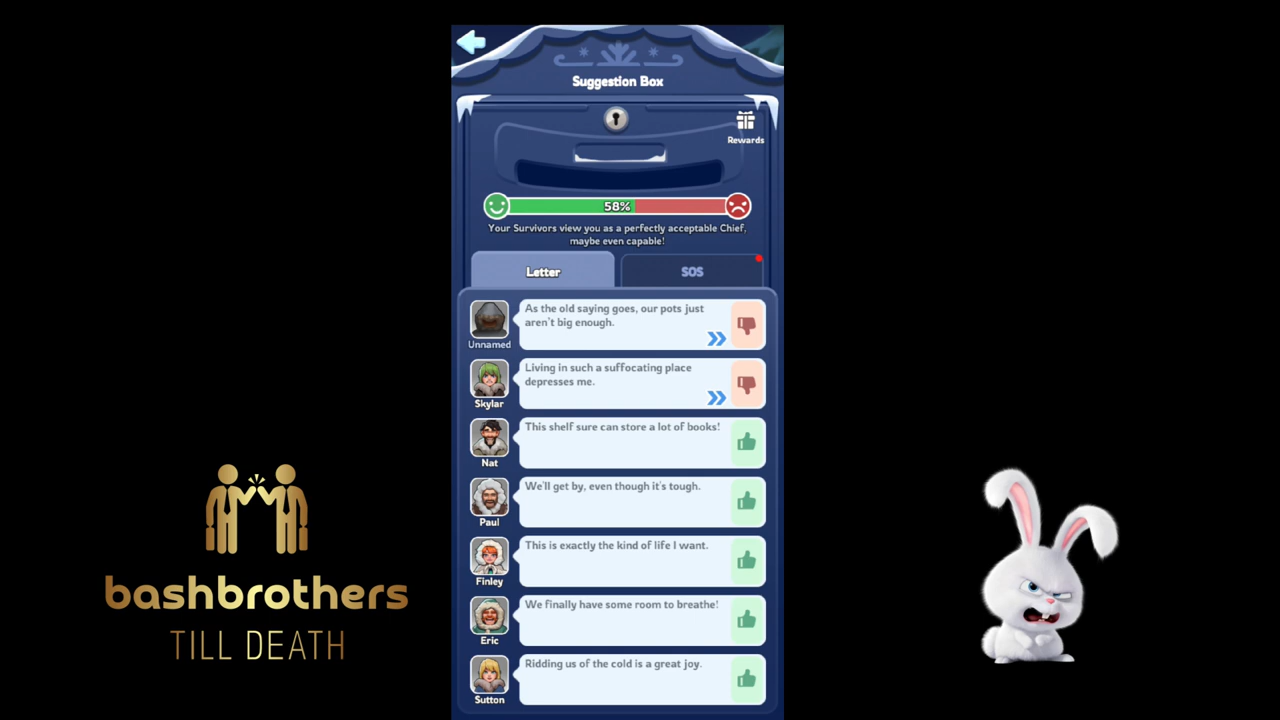 Suggestion Box
Rewards
58%
Your Survivors view you as a perfectly acceptable Chief,
maybe even capable!
Letter
SOS
As the old saying goes, our pots just
aren't big enough.
Unnamed
Living in such a suffocating place
depresses me.
Skylar
This shelf sure can store a lot of books!
Nat
We'll get by, even though it's tough.
Paul
This is exactly the kind of life I want.
Finley
We finally have some room to breathe!
Eric
Ridding us of the cold is a great joy.
Sutton
bashbrothers
TILL DEATH